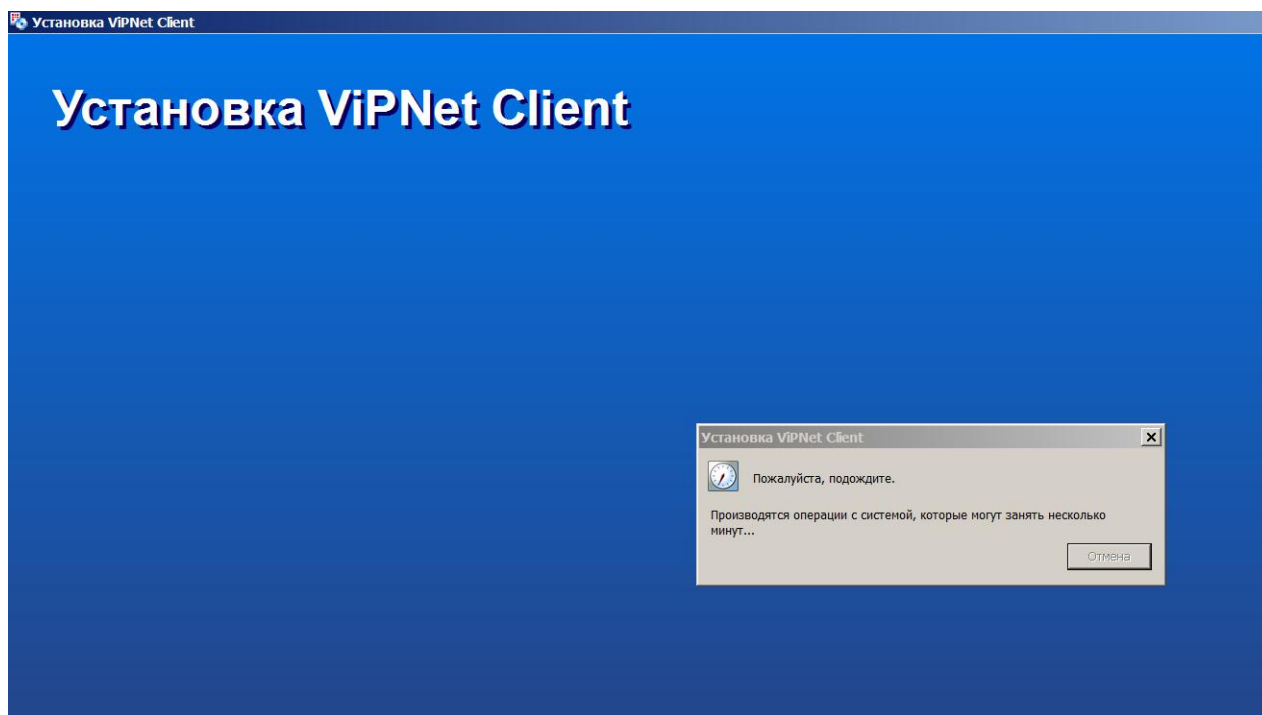 Установка ViPNet Client
Установка ViPNet Client
Установка ViPNet Client
Пожалуйста, подождите.
Производятся операции с системой, которые могут занять несколько
минут...
Отмена